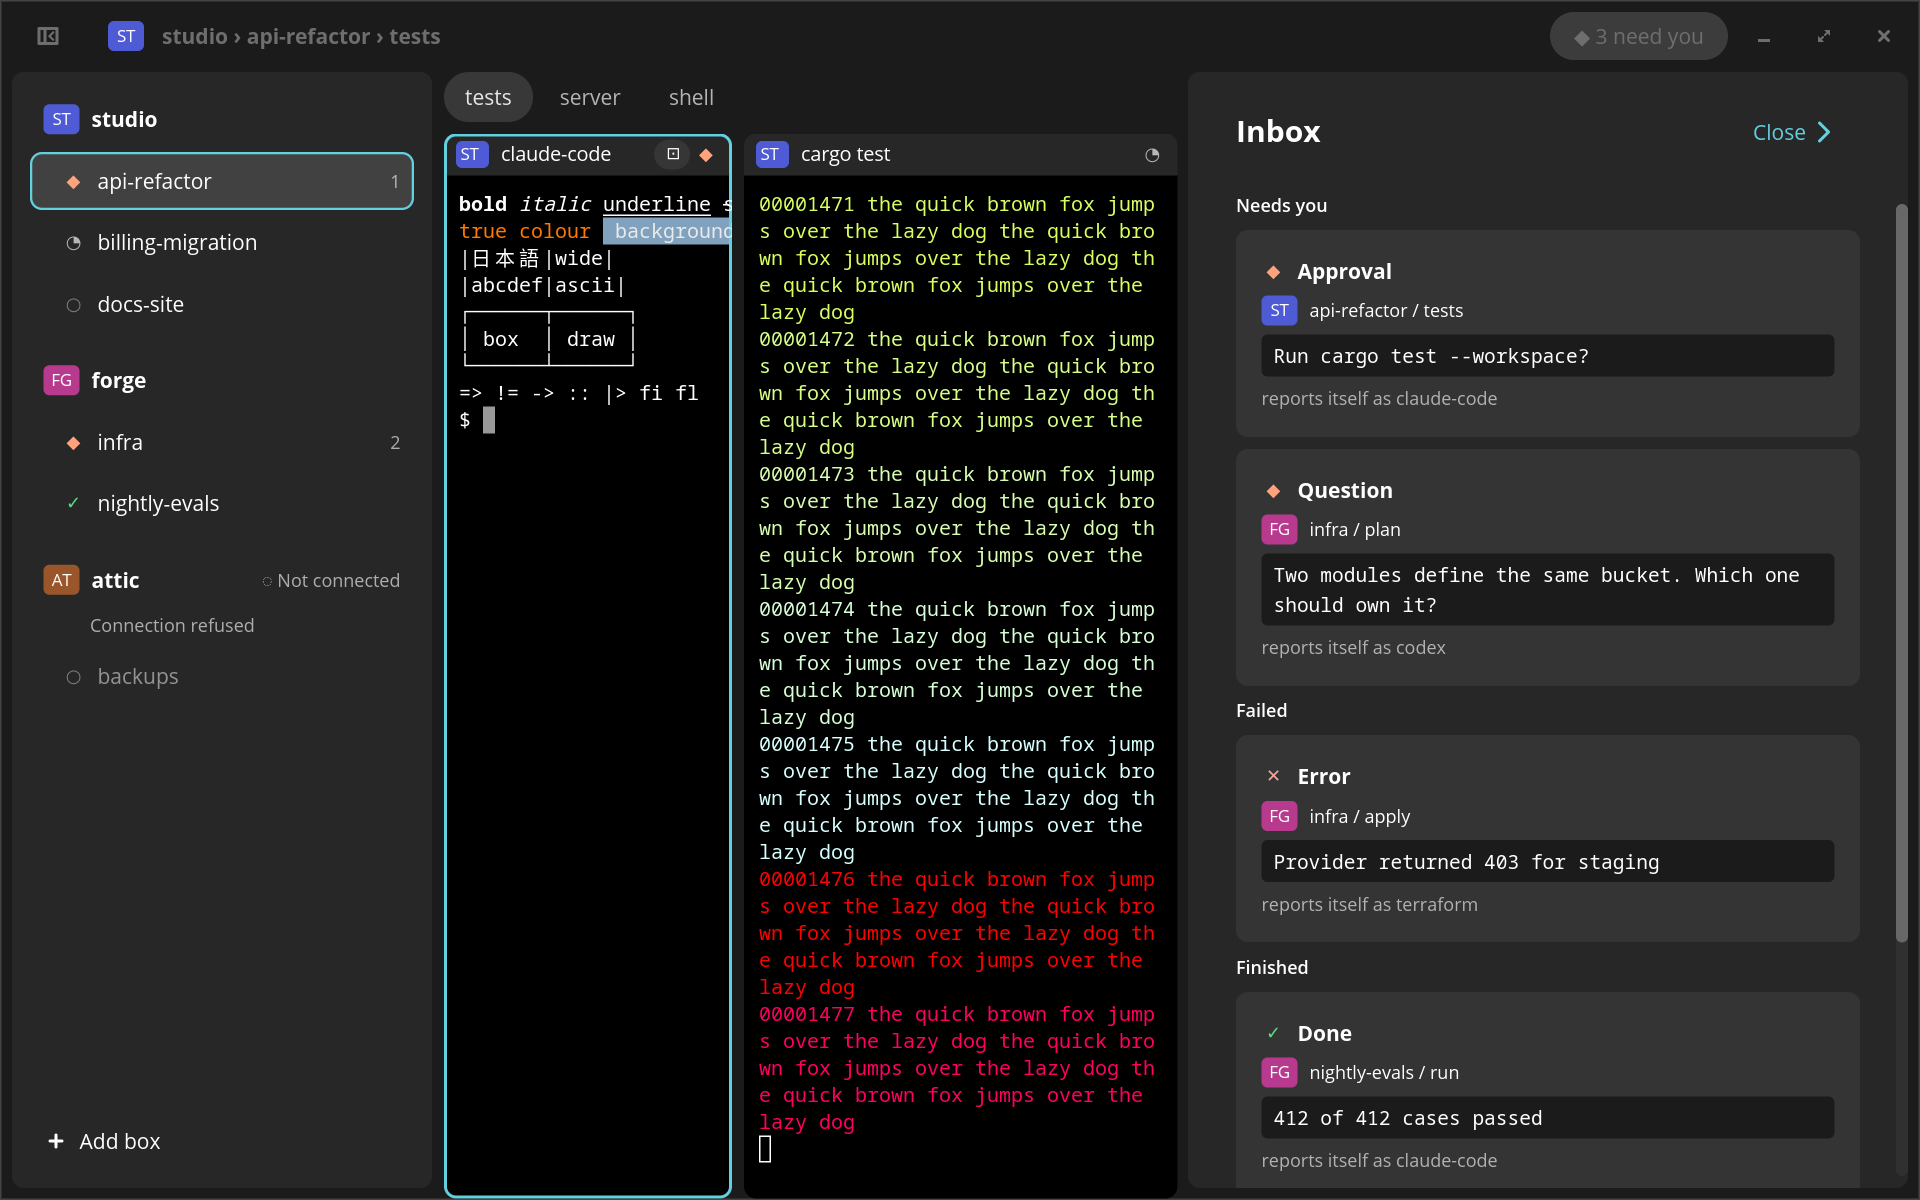 ST studio › api-refactor › tests
◆ 3 need you
ST studio
◆ api-refactor 1
billing-migration
docs-site
FG forge
◆ infra 2
✓ nightly-evals
AT attic Not connected
Connection refused
backups
+ Add box
tests server shell
ST claude-code
bold italic underline s
true colour background
|日本語|wide|
|abcdef|ascii|
┌──────┬──────┐
│ box │ draw │
└──────┴──────┘
=> != -> :: |> fi fl
$
ST cargo test
00001471 the quick brown fox jump
s over the lazy dog the quick bro
wn fox jumps over the lazy dog th
e quick brown fox jumps over the
lazy dog
00001472 the quick brown fox jump
s over the lazy dog the quick bro
wn fox jumps over the lazy dog th
e quick brown fox jumps over the
lazy dog
00001473 the quick brown fox jump
s over the lazy dog the quick bro
wn fox jumps over the lazy dog th
e quick brown fox jumps over the
lazy dog
00001474 the quick brown fox jump
s over the lazy dog the quick bro
wn fox jumps over the lazy dog th
e quick brown fox jumps over the
lazy dog
00001475 the quick brown fox jump
s over the lazy dog the quick bro
wn fox jumps over the lazy dog th
e quick brown fox jumps over the
lazy dog
00001476 the quick brown fox jump
s over the lazy dog the quick bro
wn fox jumps over the lazy dog th
e quick brown fox jumps over the
lazy dog
00001477 the quick brown fox jump
s over the lazy dog the quick bro
wn fox jumps over the lazy dog th
e quick brown fox jumps over the
lazy dog
Inbox
Close
Needs you
◆ Approval
ST api-refactor / tests
Run cargo test --workspace?
reports itself as claude-code
◆ Question
FG infra / plan
Two modules define the same bucket. Which one
should own it?
reports itself as codex
Failed
✕ Error
FG infra / apply
Provider returned 403 for staging
reports itself as terraform
Finished
✓ Done
FG nightly-evals / run
412 of 412 cases passed
reports itself as claude-code